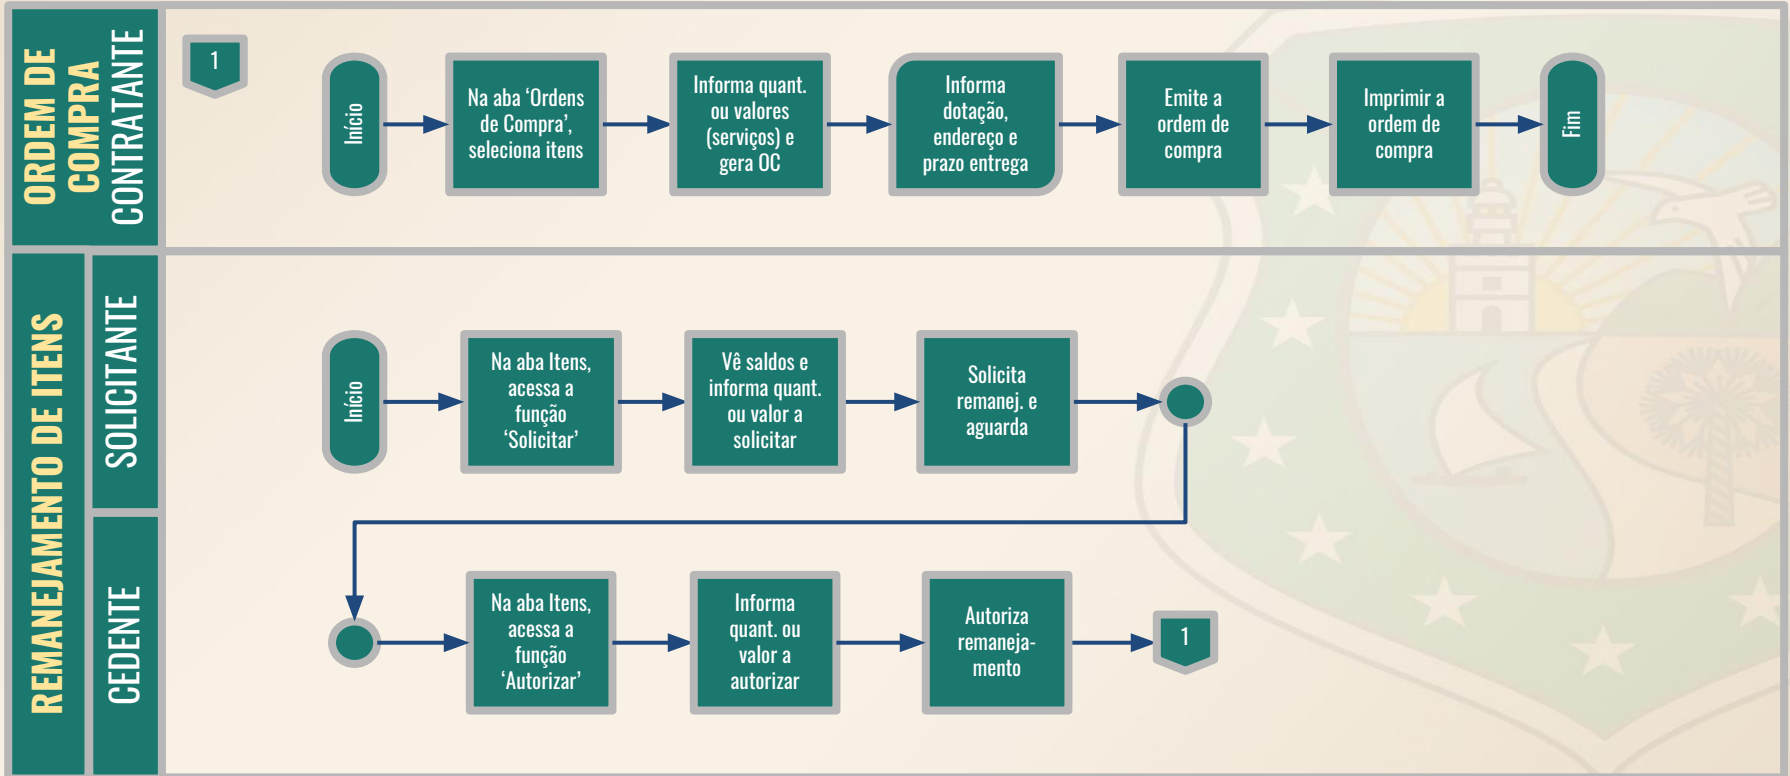 ORDEM DE
COMPRA
CONTRATANTE
1
Início
Na aba ‘Ordens
de Compra’,
seleciona itens
Informa quant.
ou valores
(serviços) e
gera OC
Informa
dotação,
endereço e
prazo entrega
Emite a
ordem de
compra
Imprimir a
ordem de
compra
Fim
REMANEJAMENTO DE ITENS
SOLICITANTE
Início
Na aba Itens,
acessa a
função
‘Solicitar’
Vê saldos e
informa quant.
ou valor a
solicitar
Solicita
remanej. e
aguarda
CEDENTE
Na aba Itens,
acessa a
função
‘Autorizar’
Informa
quant. ou
valor a
autorizar
Autoriza
remaneja-
mento
1